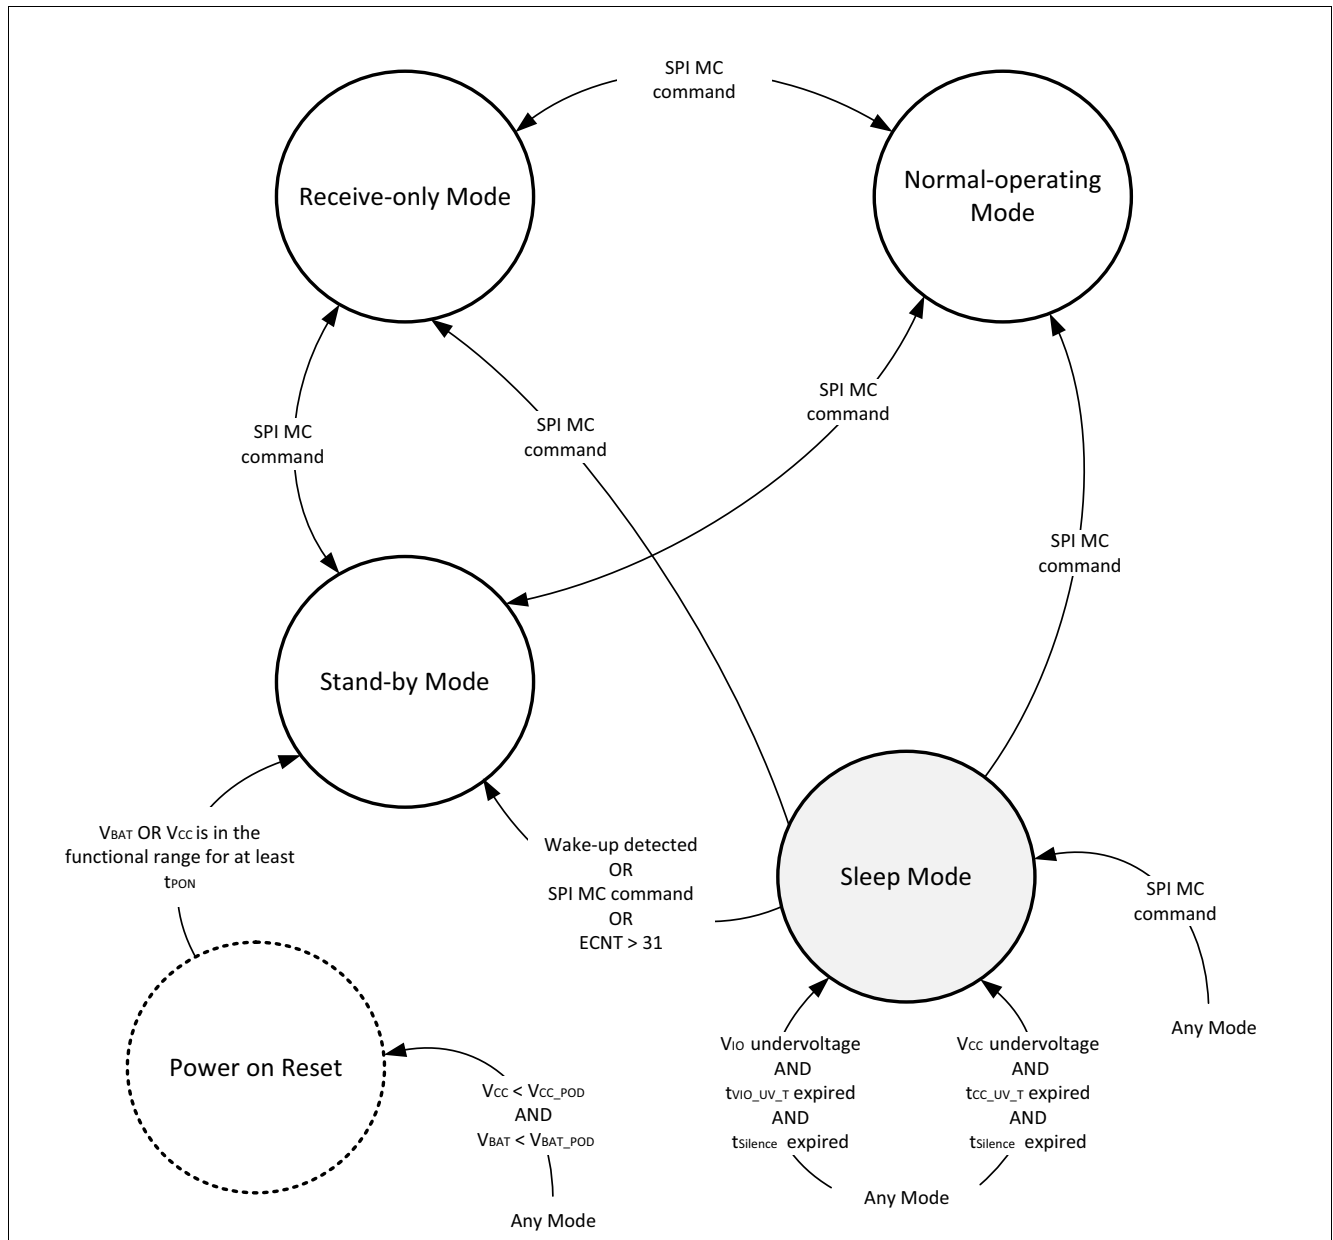 SPI MC
command
Receive-only Mode
Normal-operating
Mode
SPI MC
command
SPI MC
command
SPI MC
command
SPI MC
command
Stand-by Mode
VBAT OR VCC is in the
functional range for at least
tPON
Wake-up detected
OR
SPI MC command
OR
ECNT > 31
Sleep Mode
SPI MC
command
Any Mode
Power on Reset
VCC < VCC_POD
AND
VBAT < VBAT_POD
Any Mode
VIO undervoltage
AND
tVIO_UV_T expired
AND
tSilence expired
VCC undervoltage
AND
tCC_UV_T expired
AND
tSilence expired
Any Mode